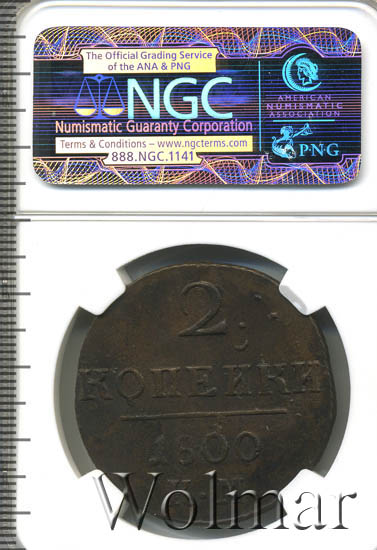 The Official Grading Service
of the ANA & PNG
NGC
Numismatic Guaranty Corporation
Terms & Conditions – www.ngcterms.com
888.NGC.1141
AMERICAN
NUMISMATIC
ASSOCIATION
P·N·G
2
КОПЕЙКИ
1800
К.М
Wolmar